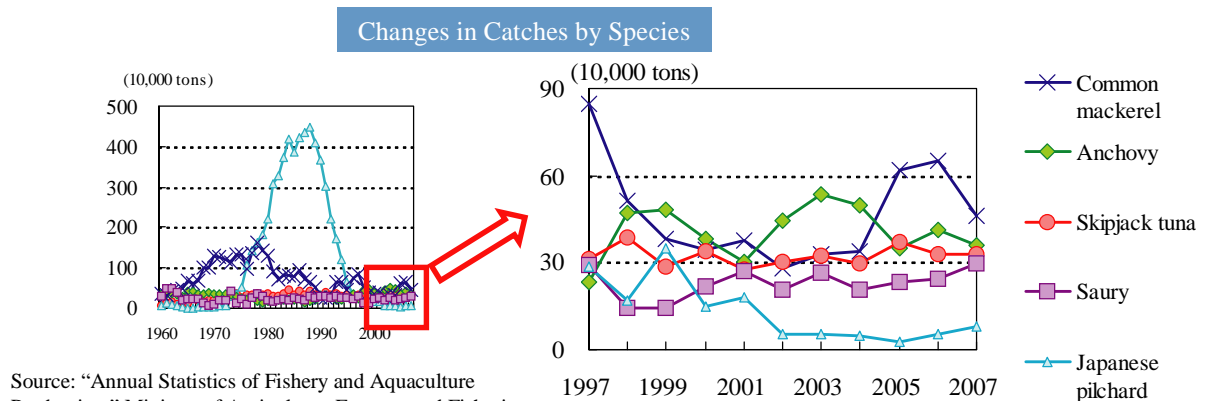 Changes in Catches by Species
(10,000 tons)
500
400
300
200
100
0
1960
1970
1980
1990
2000
(10,000 tons)
90
60
30
0
1997
1999
2001
2003
2005
2007
Common
mackerel
Anchovy
Skipjack tuna
Saury
Japanese
pilchard
Source: “Annual Statistics of Fishery and Aquaculture